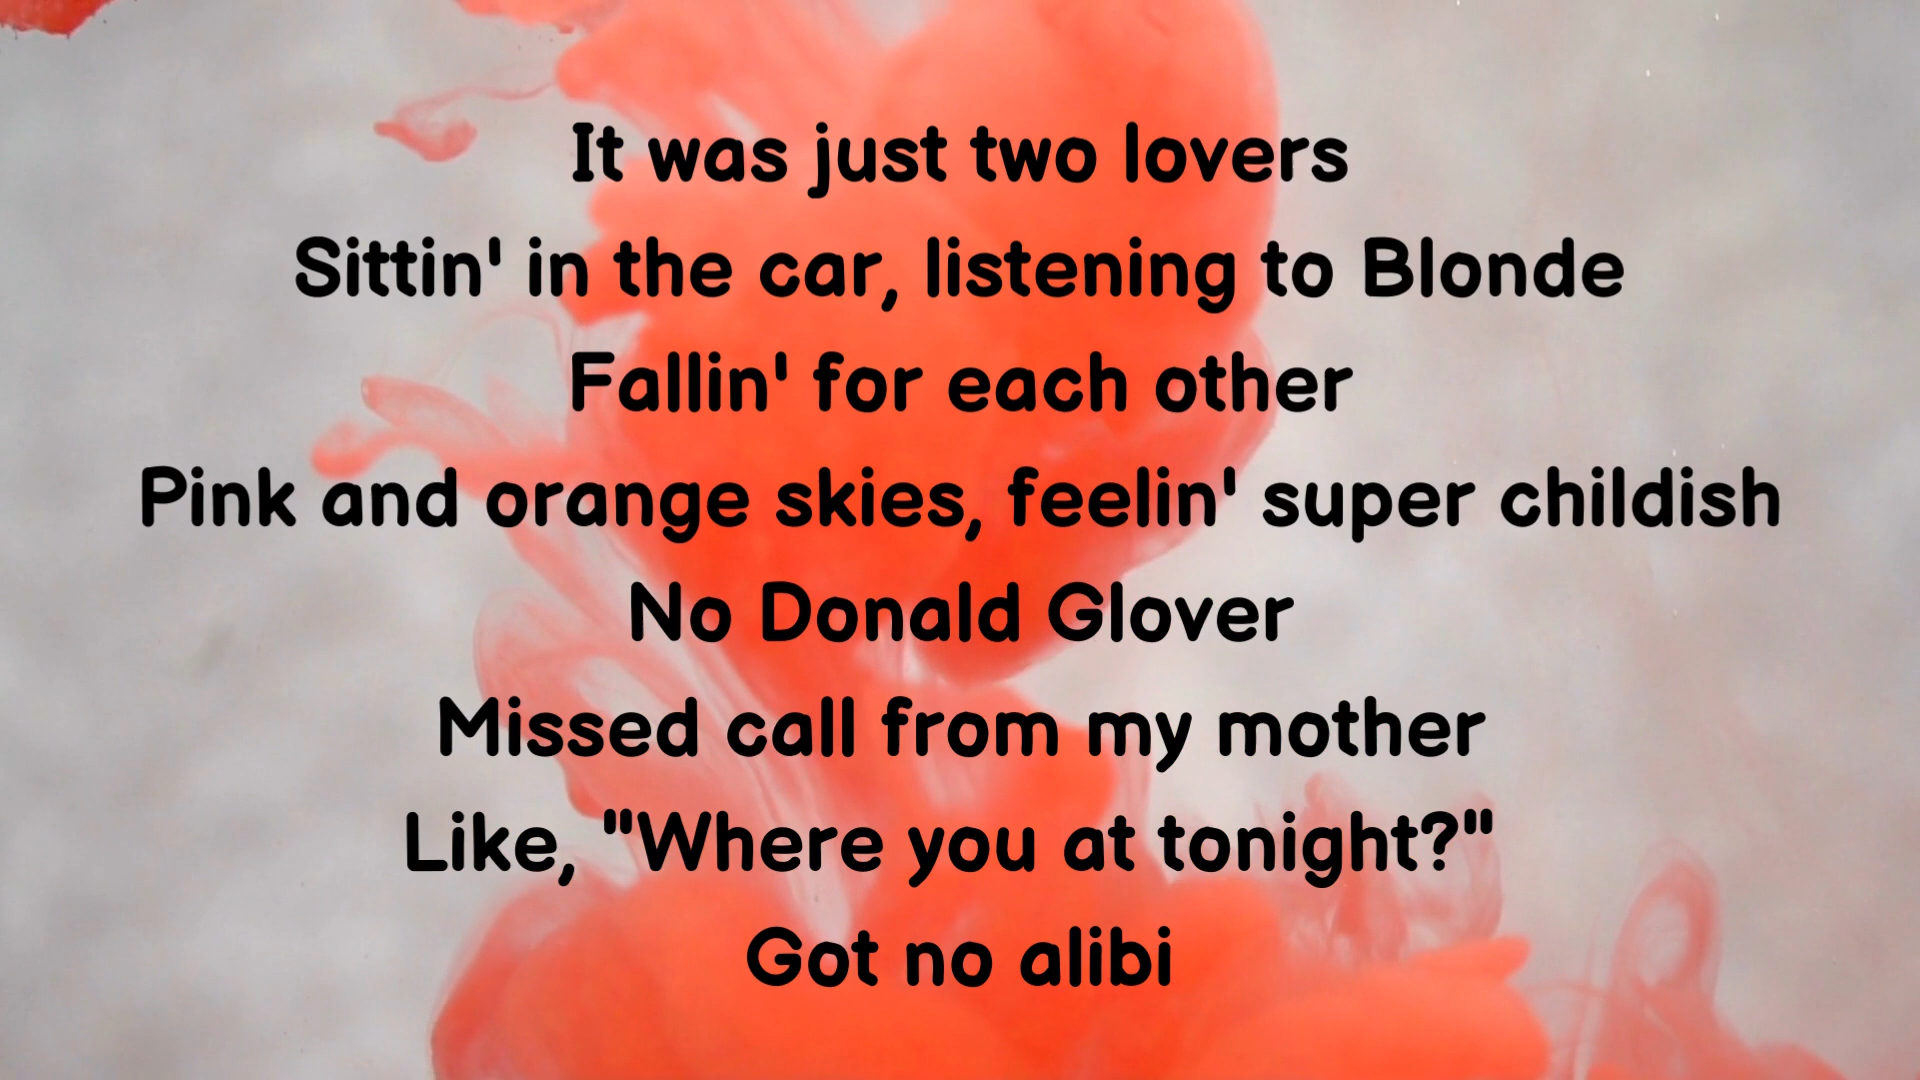 It was just two lovers
Sittin' in the car, listening to Blonde
Fallin' for each other
Pink and orange skies, feelin' super childish
No Donald Glover
Missed call from my mother
Like, "Where you at tonight?"
Got no alibi